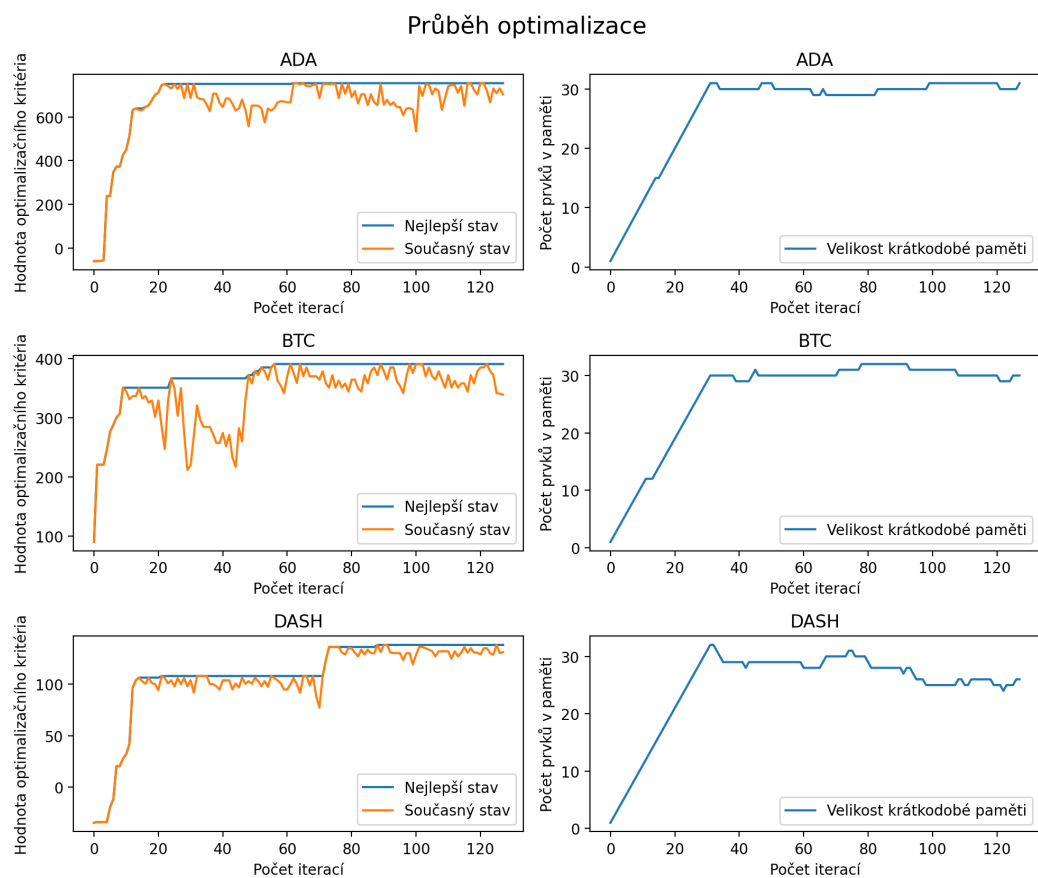 Průběh optimalizace
ADA
Hodnota optimalizačního kritéria
600
400
200
0
0 20 40 60 80 100 120
Počet iterací
Nejlepší stav
Současný stav
ADA
Počet prvků v paměti
30
20
10
0
0 20 40 60 80 100 120
Počet iterací
Velikost krátkodobé paměti
BTC
Hodnota optimalizačního kritéria
400
300
200
100
0 20 40 60 80 100 120
Počet iterací
Nejlepší stav
Současný stav
BTC
Počet prvků v paměti
30
20
10
0
0 20 40 60 80 100 120
Počet iterací
Velikost krátkodobé paměti
DASH
Hodnota optimalizačního kritéria
100
50
0
0 20 40 60 80 100 120
Počet iterací
Nejlepší stav
Současný stav
DASH
Počet prvků v paměti
30
20
10
0
0 20 40 60 80 100 120
Počet iterací
Velikost krátkodobé paměti